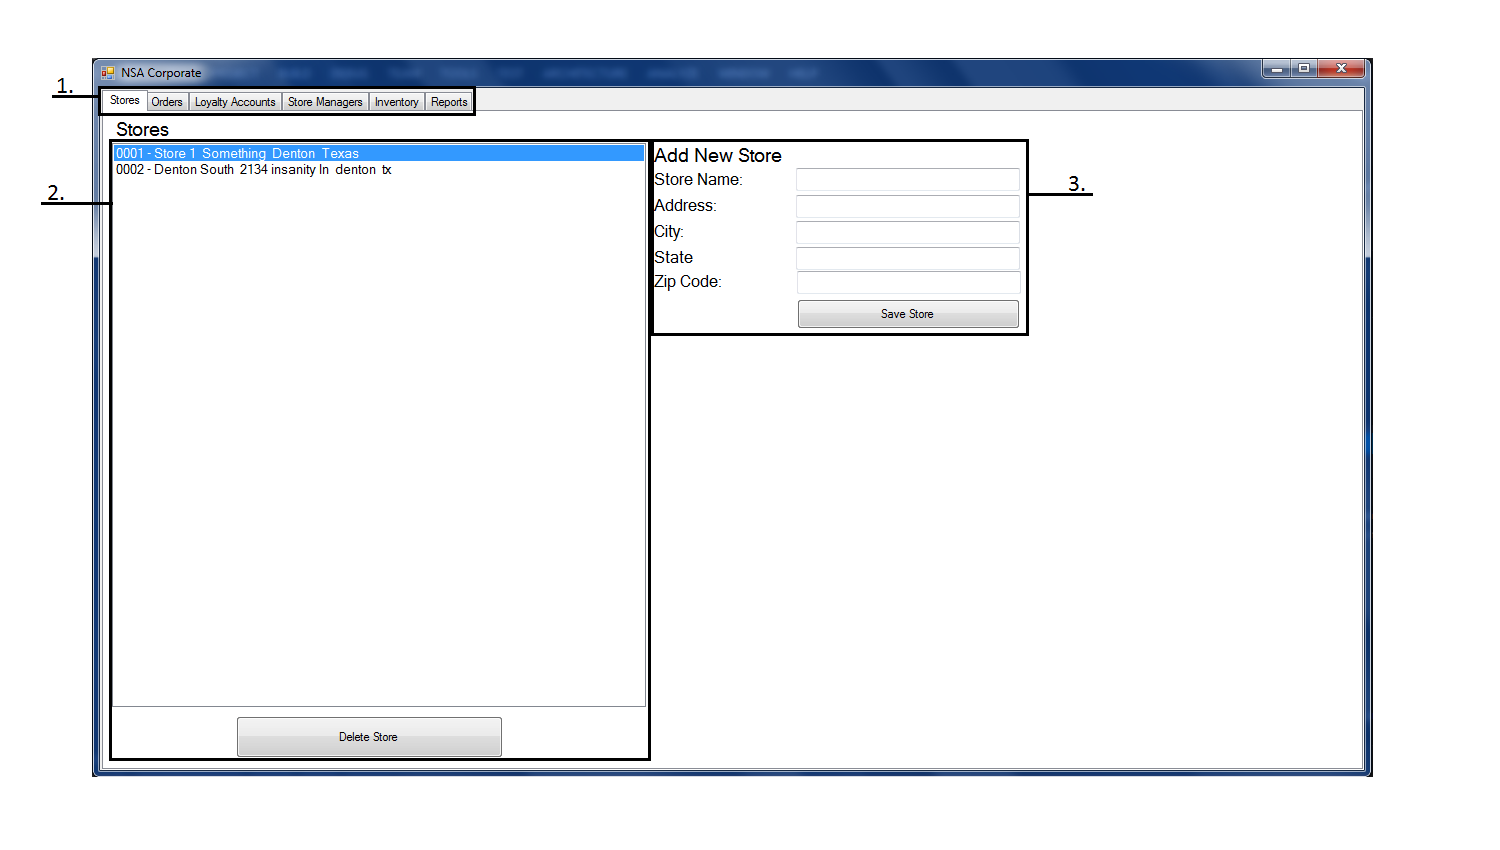 NSA Corporate
1.
Stores Orders Loyalty Accounts Store Managers Inventory Reports
Stores
0001 - Store 1 Something Denton Texas
0002 - Denton South 2134 insanity ln denton tx
2.
Delete Store
Add New Store
Store Name:
Address:
City:
State
Zip Code:
Save Store
3.